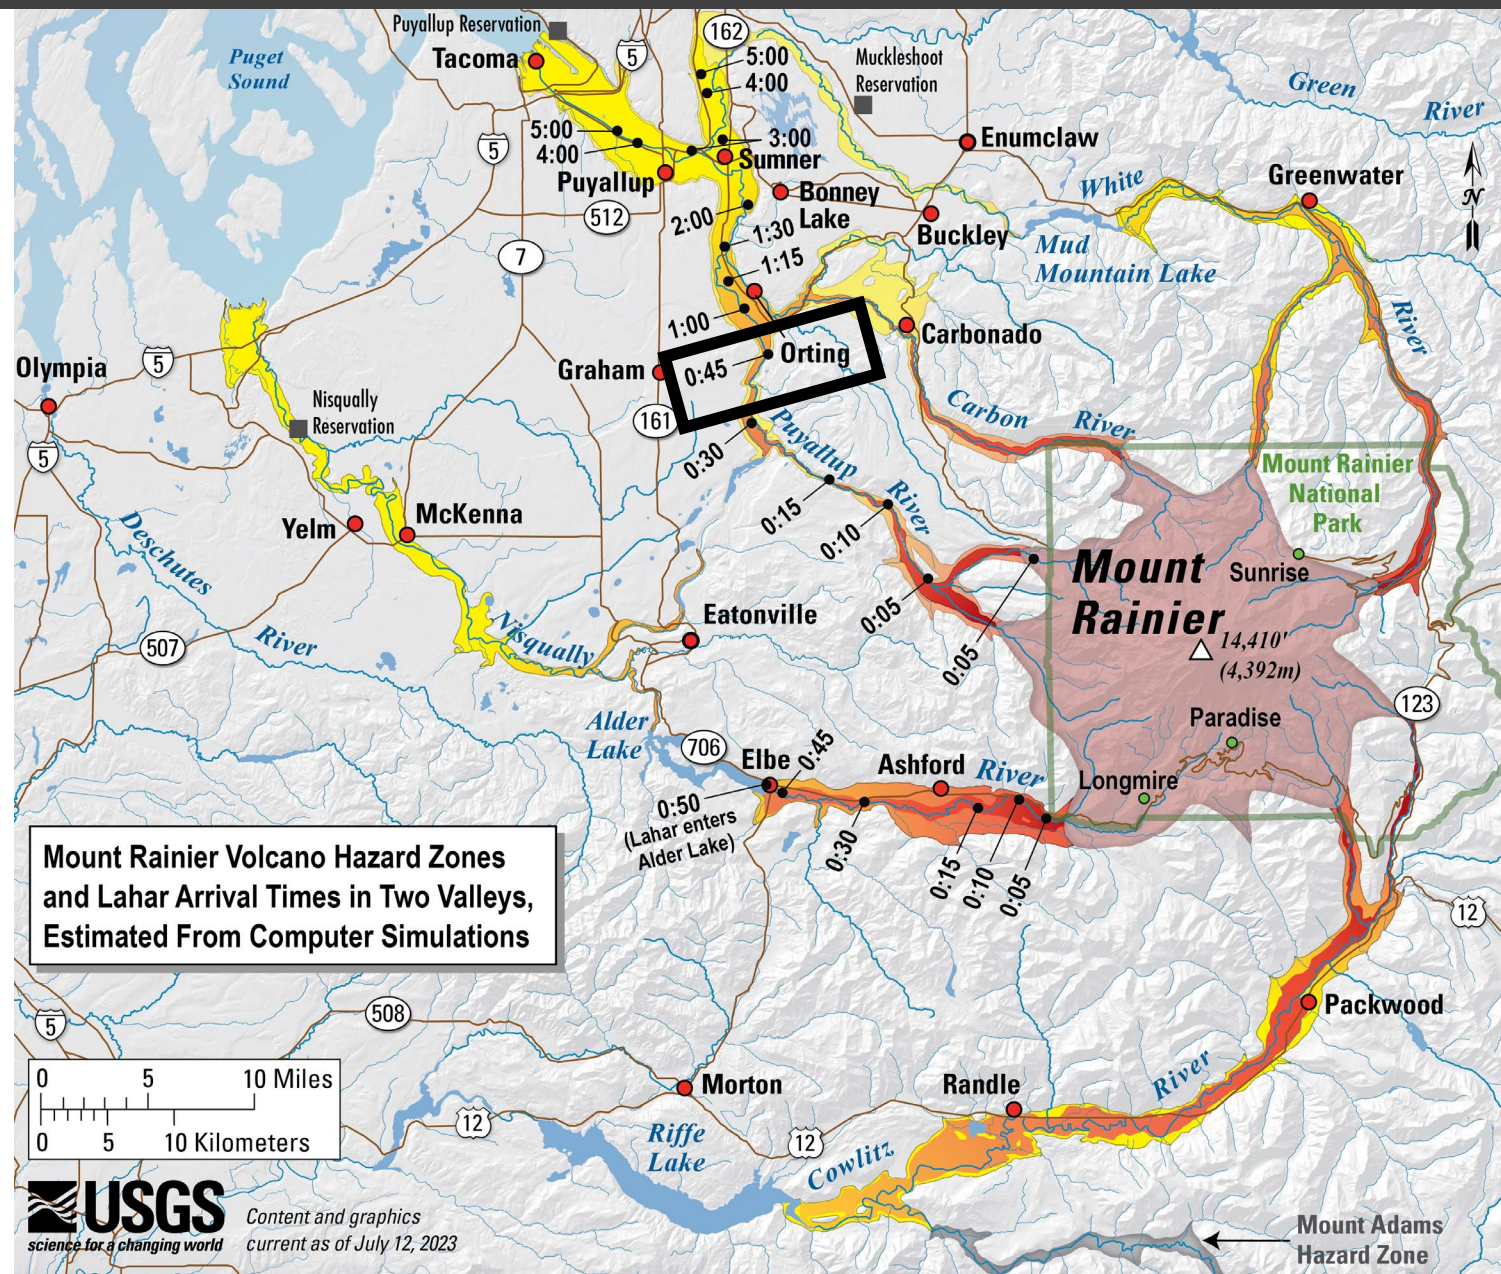 Puyallup Reservation
Tacoma
Puget
Sound
5
162
5:00
4:00
Muckleshoot
Reservation
Green
River
5
5:00
4:00
3:00
Sumner
Enumclaw
Puyallup
Bonney
Lake
White
Greenwater
N
512
2:00
1:30
Buckley
Mud
Mountain Lake
7
1:15
1:00
River
Carbonado
Olympia
5
Graham
0:45
Orting
Nisqually
Reservation
161
Carbon
River
5
0:30
Puyallup
River
Mount Rainier
National
Park
0:15
0:10
Yelm
McKenna
Deschutes
River
Mount
Rainier
Sunrise
14,410'
(4,392m)
0:05
0:05
Eatonville
Nisqually
507
Paradise
123
Alder
Lake
706
Elbe
0:45
Ashford
River
Longmire
0:50
(Lahar enters
Alder Lake)
0:30
0:15
0:10
0:05
Mount Rainier Volcano Hazard Zones
and Lahar Arrival Times in Two Valleys,
Estimated From Computer Simulations
12
5
508
Packwood
0 5 10 Miles
0 5 10 Kilometers
Morton
Randle
River
12
Riffe
Lake
12
Cowlitz
USGS
science for a changing world
Content and graphics
current as of July 12, 2023
Mount Adams
Hazard Zone